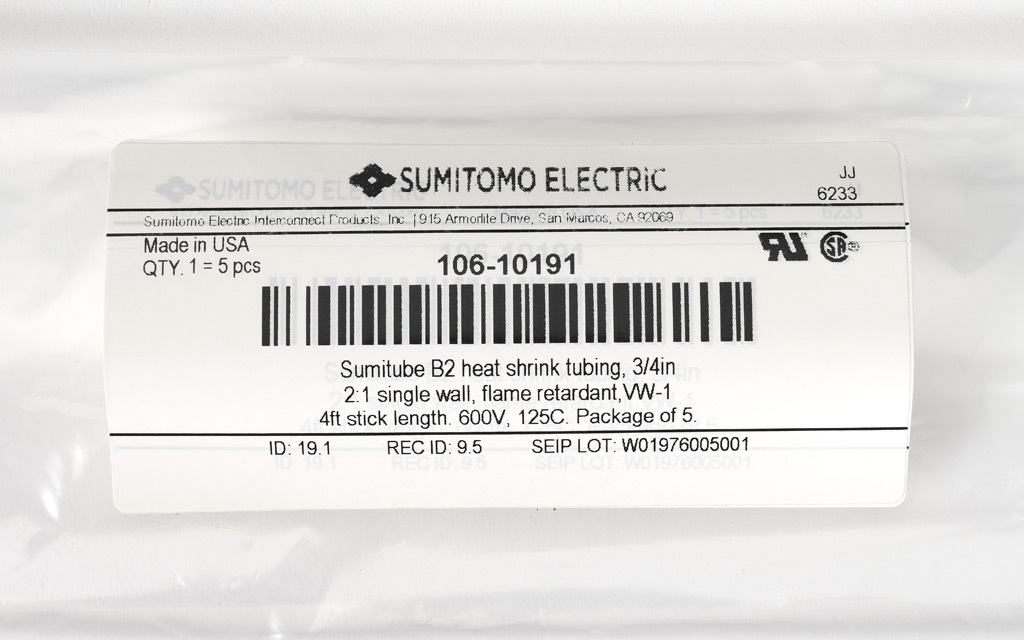 SUMITOMO ELECTRIC
JJ
6233
Sumitomo Electric Interconnect Products, Inc. | 915 Armorlite Drive, San Marcos, CA 92069
Made in USA
QTY. 1 = 5 pcs
106-10191
Sumitube B2 heat shrink tubing, 3/4in
2:1 single wall, flame retardant, VW-1
4ft stick length. 600V, 125C. Package of 5.
ID: 19.1 REC ID: 9.5 SEIP LOT: W01976005001